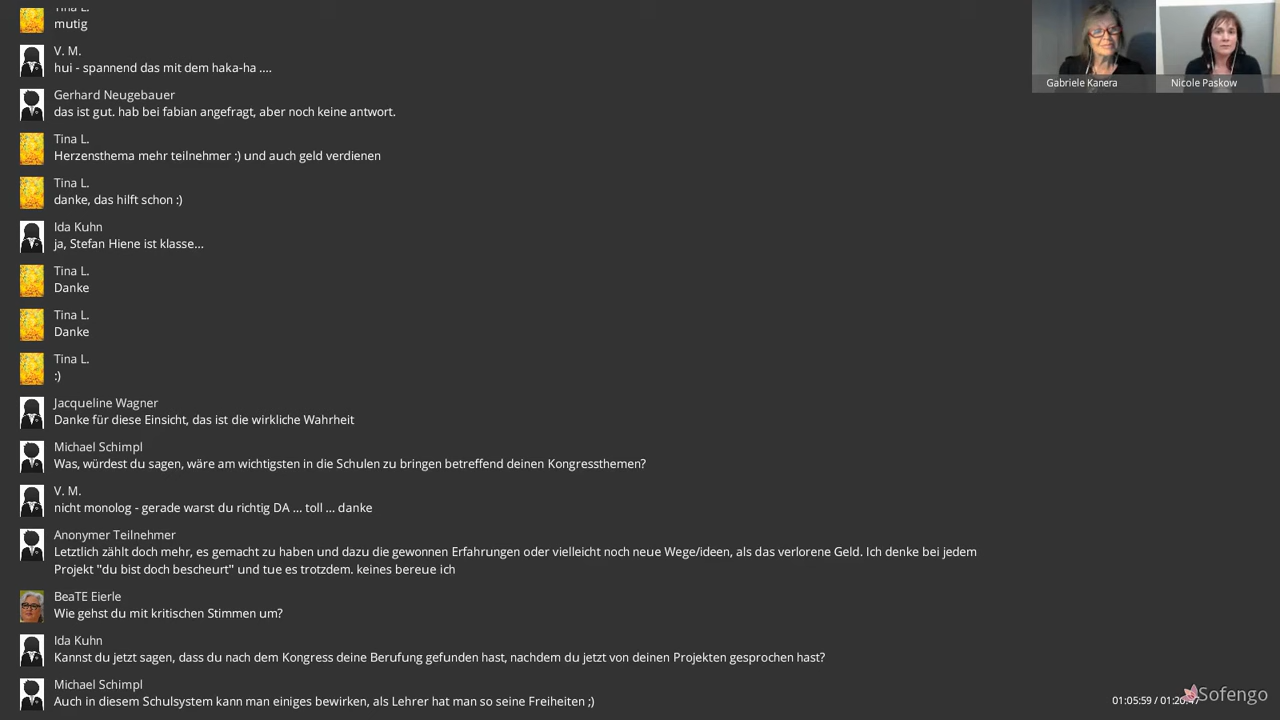 Tina L.
mutig
V. M.
hui - spannend das mit dem haka-ha ....
Gerhard Neugebauer
das ist gut. hab bei fabian angefragt, aber noch keine antwort.
Tina L.
Herzensthema mehr teilnehmer :) und auch geld verdienen
Tina L.
danke, das hilft schon :)
Ida Kuhn
ja, Stefan Hiene ist klasse...
Tina L.
Danke
Tina L.
Danke
Tina L.
:)
Jacqueline Wagner
Danke für diese Einsicht, das ist die wirkliche Wahrheit
Michael Schimpl
Was, würdest du sagen, wäre am wichtigsten in die Schulen zu bringen betreffend deinen Kongressthemen?
V. M.
nicht monolog - gerade warst du richtig DA ... toll ... danke
Anonymer Teilnehmer
Letztlich zählt doch mehr, es gemacht zu haben und dazu die gewonnen Erfahrungen oder vielleicht noch neue Wege/ideen, als das verlorene Geld. Ich denke bei jedem
Projekt "du bist doch bescheurt" und tue es trotzdem. keines bereue ich
BeaTE Eierle
Wie gehst du mit kritischen Stimmen um?
Ida Kuhn
Kannst du jetzt sagen, dass du nach dem Kongress deine Berufung gefunden hast, nachdem du jetzt von deinen Projekten gesprochen hast?
Michael Schimpl
Auch in diesem Schulsystem kann man einiges bewirken, als Lehrer hat man so seine Freiheiten ;)
Gabriele Kanera
Nicole Paskow
Sofengo
01:05:59 /